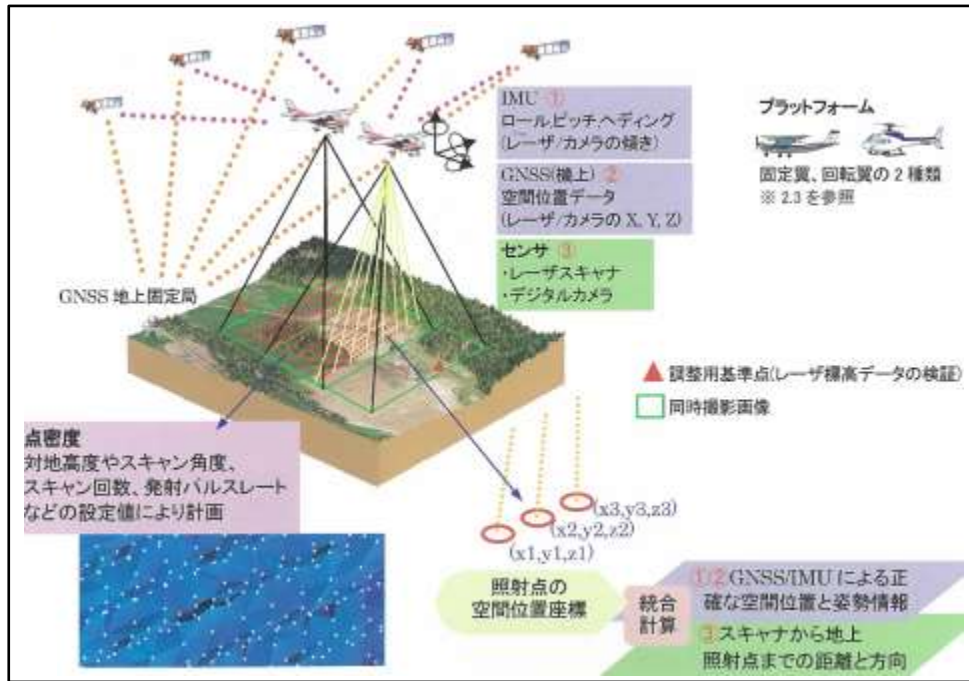 IMU ①
ロール,ピッチ,ヘディング
(レーザ/カメラの傾き)
GNSS(機上) ②
空間位置データ
(レーザ/カメラの X, Y, Z)
センサ ③
・レーザスキャナ
・デジタルカメラ
プラットフォーム
固定翼、回転翼の 2 種類
※ 2.3 を参照
GNSS 地上固定局
▲ 調整用基準点(レーザ標高データの検証)
同時撮影画像
点密度
対地高度やスキャン角度、
スキャン回数、発射パルスレート
などの設定値により計画
(x3,y3,z3)
(x2,y2,z2)
(x1,y1,z1)
照射点の
空間位置座標
統合
計算
①② GNSS/IMU による正
確な空間位置と姿勢情報
③ スキャナから地上
照射点までの距離と方向